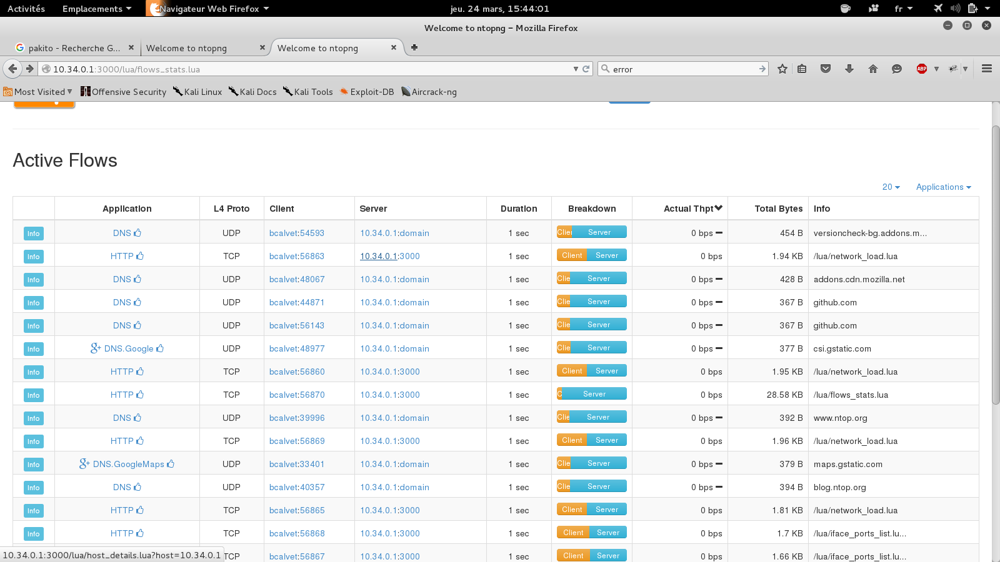 Activités Emplacements Navigateur Web Firefox jeu. 24 mars, 15:44:01 fr
Welcome to ntopng – Mozilla Firefox
pakito - Recherche G... Welcome to ntopng Welcome to ntopng
10.34.0.1:3000/lua/flows_stats.lua error ABP
Most Visited Offensive Security Kali Linux Kali Docs Kali Tools Exploit-DB Aircrack-ng
Active Flows
20 Applications
Application L4 Proto Client Server Duration Breakdown Actual Thpt Total Bytes Info
Info DNS UDP bcalvet:54593 10.34.0.1:domain 1 sec Clie Server 0 bps 454 B versioncheck-bg.addons.m...
Info HTTP TCP bcalvet:56863 10.34.0.1:3000 1 sec Client Server 0 bps 1.94 KB /lua/network_load.lua
Info DNS UDP bcalvet:48067 10.34.0.1:domain 1 sec Clie Server 0 bps 428 B addons.cdn.mozilla.net
Info DNS UDP bcalvet:44871 10.34.0.1:domain 1 sec Clie Server 0 bps 367 B github.com
Info DNS UDP bcalvet:56143 10.34.0.1:domain 1 sec Clie Server 0 bps 367 B github.com
Info g+ DNS.Google UDP bcalvet:48977 10.34.0.1:domain 1 sec Clie Server 0 bps 377 B csi.gstatic.com
Info HTTP TCP bcalvet:56860 10.34.0.1:3000 1 sec Client Server 0 bps 1.95 KB /lua/network_load.lua
Info HTTP TCP bcalvet:56870 10.34.0.1:3000 1 sec C Server 0 bps 28.58 KB /lua/flows_stats.lua
Info DNS UDP bcalvet:39996 10.34.0.1:domain 1 sec Clie Server 0 bps 392 B www.ntop.org
Info HTTP TCP bcalvet:56869 10.34.0.1:3000 1 sec Client Server 0 bps 1.96 KB /lua/network_load.lua
Info g+ DNS.GoogleMaps UDP bcalvet:33401 10.34.0.1:domain 1 sec Clie Server 0 bps 379 B maps.gstatic.com
Info DNS UDP bcalvet:40357 10.34.0.1:domain 1 sec Clie Server 0 bps 394 B blog.ntop.org
Info HTTP TCP bcalvet:56865 10.34.0.1:3000 1 sec Client Server 0 bps 1.81 KB /lua/network_load.lua
Info HTTP TCP bcalvet:56868 10.34.0.1:3000 1 sec Client Server 0 bps 1.7 KB /lua/iface_ports_list.lu...
10.34.0.1:3000/lua/host_details.lua?host=10.34.0.1 TCP bcalvet:56867 10.34.0.1:3000 1 sec Client Server 0 bps 1.66 KB /lua/iface_ports_list.lu...